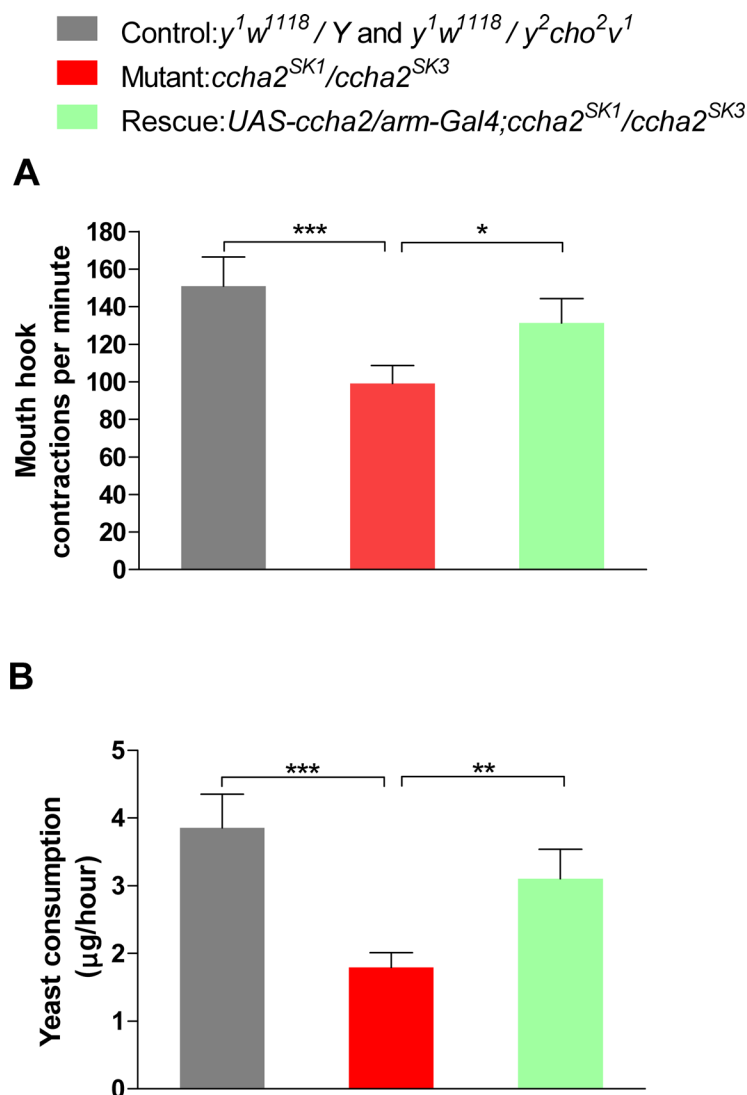 Control:y¹w¹¹¹⁸/ Y and y¹w¹¹¹⁸/ y²cho²v¹
Mutant:ccha2ˢᴷ¹/ccha2ˢᴷ³
Rescue:UAS-ccha2/arm-Gal4;ccha2ˢᴷ¹/ccha2ˢᴷ³
A
Mouth hook
contractions per minute
180
160
140
120
100
80
60
40
20
0
***
*
B
Yeast consumption
(µg/hour)
5
4
3
2
1
0
***
**